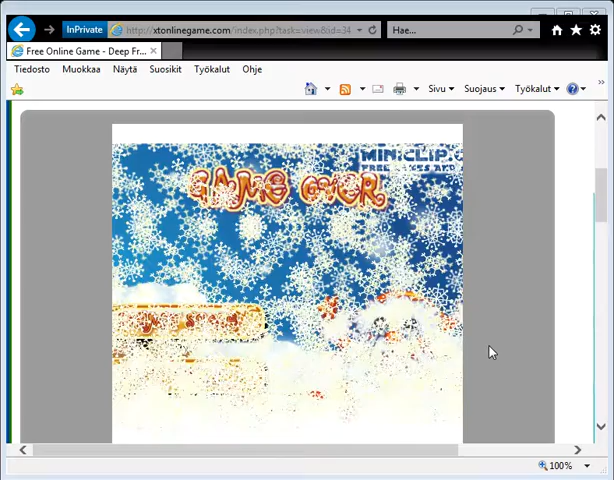 InPrivate http://xtonlinegame.com/index.php?task=view&id=34 Hae...
Free Online Game - Deep Fr...
Tiedosto Muokkaa Näytä Suosikit Työkalut Ohje
Sivu Suojaus Työkalut
MINICLIP.C
GAME OVER
100%